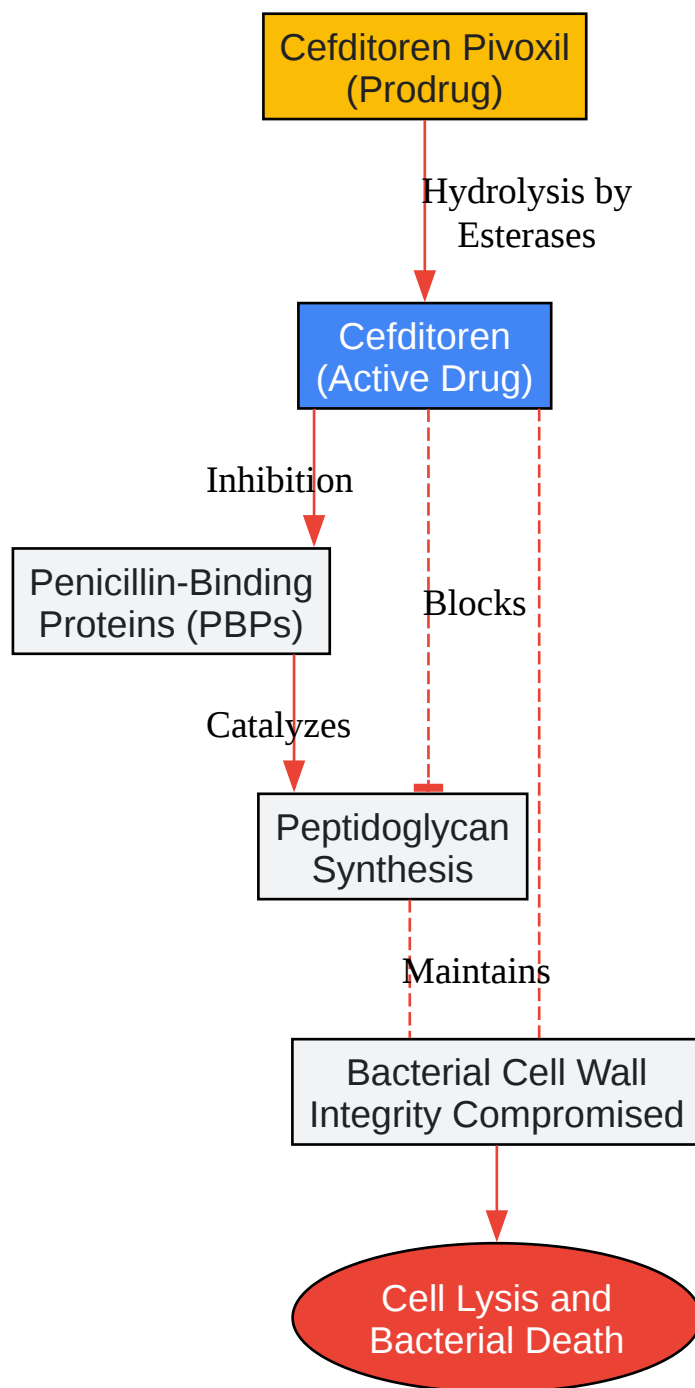 Cefditoren Pivoxil
(Prodrug)
Hydrolysis by
Esterases
Cefditoren
(Active Drug)
Inhibition
Penicillin-Binding
Proteins (PBPs)
Blocks
Catalyzes
Peptidoglycan
Synthesis
Maintains
Bacterial Cell Wall
Integrity Compromised
Cell Lysis and
Bacterial Death